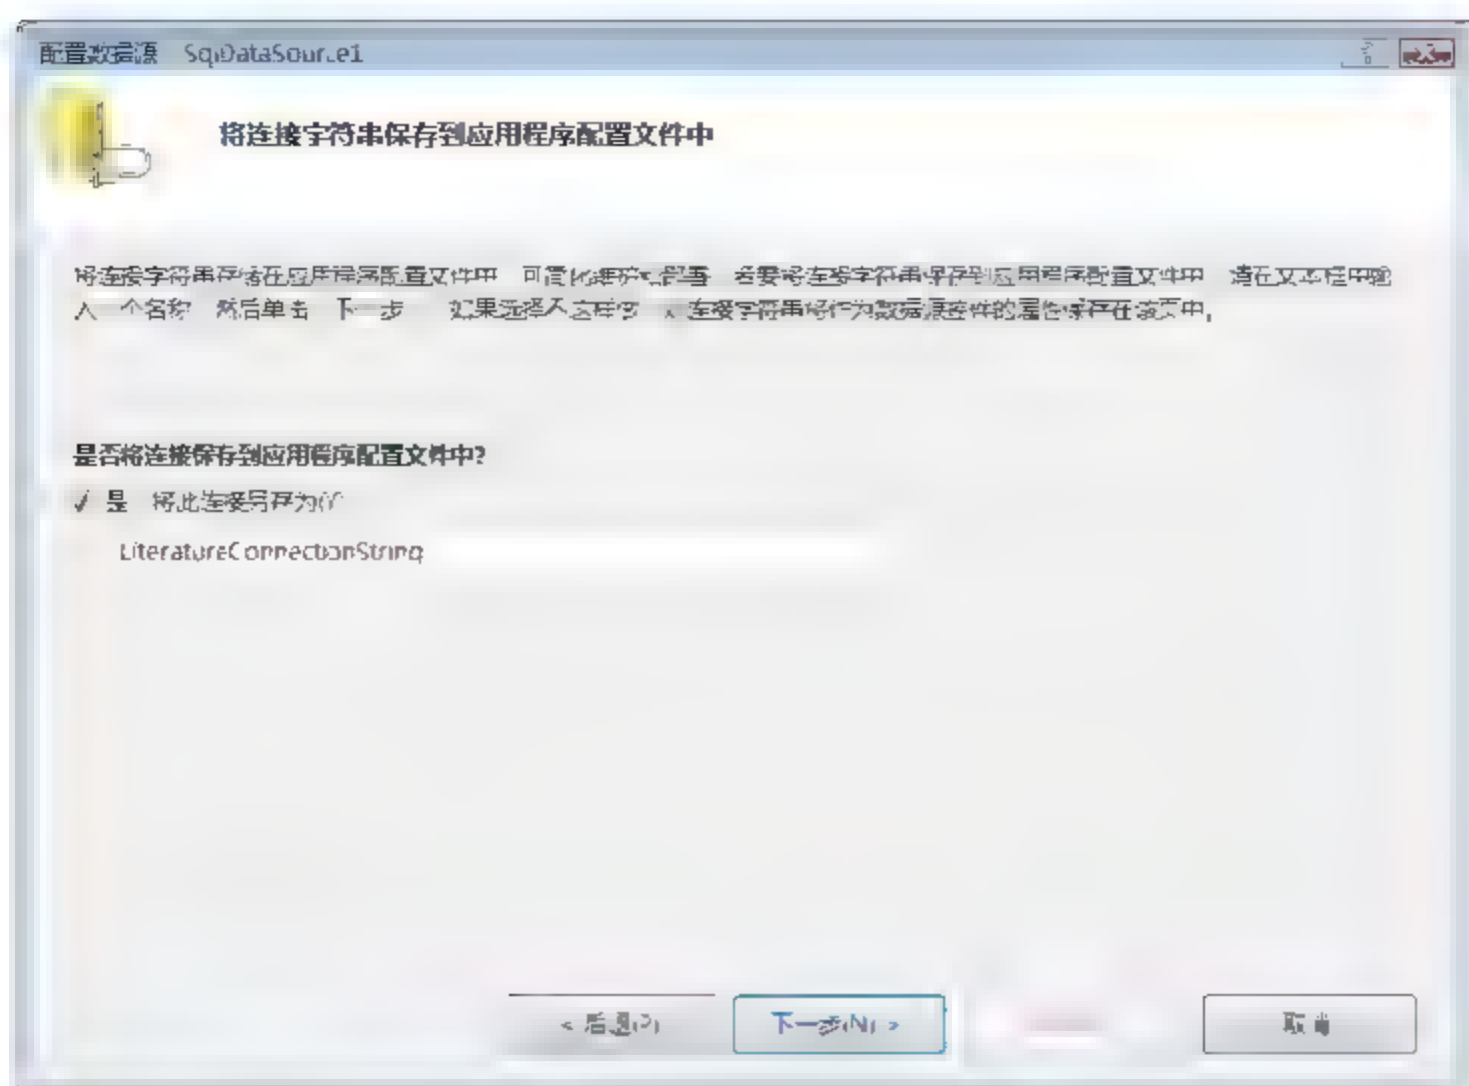 配置数据源 SqlDataSource1
将连接字符串保存到应用程序配置文件中
将连接字符串存储在应用程序配置文件中 可简化维护和部署 若要将连接字符串保存到应用程序配置文件中 请在文本框中输
入一个名称 然后单击 下一步 如果选择不这样做 则连接字符串将作为数据源控件的属性保存在该页中。
是否将连接保存到应用程序配置文件中?
是 将此连接另存为(Y)
LiteratureConnectionString
< 后退(P)
下一步(N) >
取消